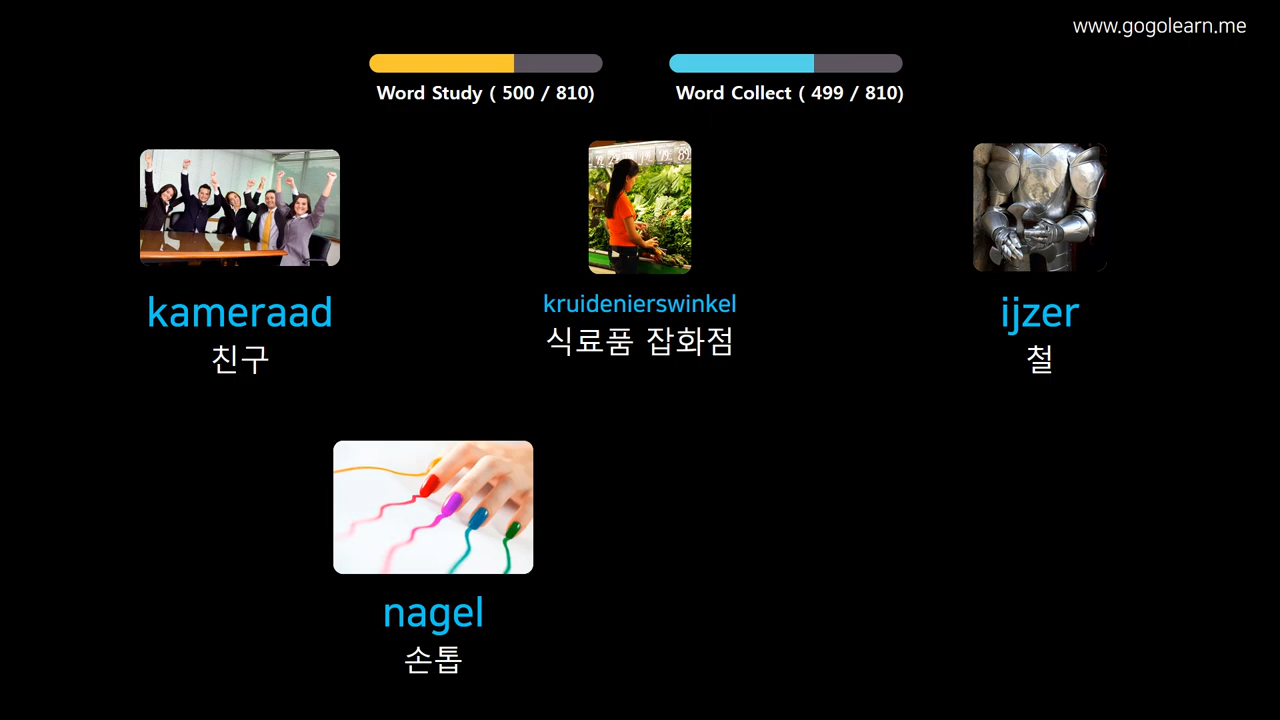 www.gogolearn.me
Word Study ( 500 / 810)
Word Collect ( 499 / 810)
kameraad
친구
kruidenierswinkel
식료품 잡화점
ijzer
철
nagel
손톱